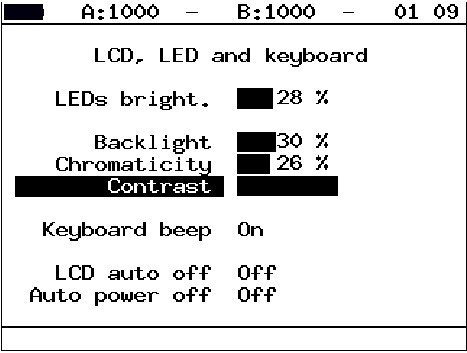 A:1000 - B:1000 - 01 09
LCD, LED and keyboard
LEDs bright. 28 %
Backlight 30 %
Chromaticity 26 %
Contrast
Keyboard beep On
LCD auto off Off
Auto power off Off